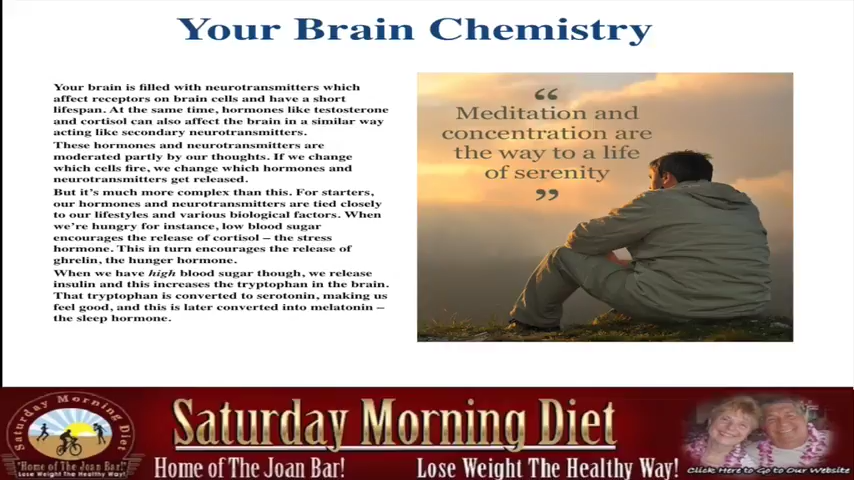 Your Brain Chemistry
Your brain is filled with neurotransmitters which
affect receptors on brain cells and have a short
lifespan. At the same time, hormones like testosterone
and cortisol can also affect the brain in a similar way
acting like secondary neurotransmitters.
These hormones and neurotransmitters are
moderated partly by our thoughts. If we change
which cells fire, we change which hormones and
neurotransmitters get released.
But it's much more complex than this. For starters,
our hormones and neurotransmitters are tied closely
to our lifestyles and various biological factors. When
we're hungry for instance, low blood sugar
encourages the release of cortisol – the stress
hormone. This in turn encourages the release of
ghrelin, the hunger hormone.
When we have high blood sugar though, we release
insulin and this increases the tryptophan in the brain.
That tryptophan is converted to serotonin, making us
feel good, and this is later converted into melatonin –
the sleep hormone.
“
Meditation and
concentration are
the way to a life
of serenity
”
Saturday Morning Diet
"Home of The Joan Bar!"
Lose Weight The Healthy Way!
Saturday Morning Diet
Home of The Joan Bar! Lose Weight The Healthy Way!
Click Here to Go to Our Website